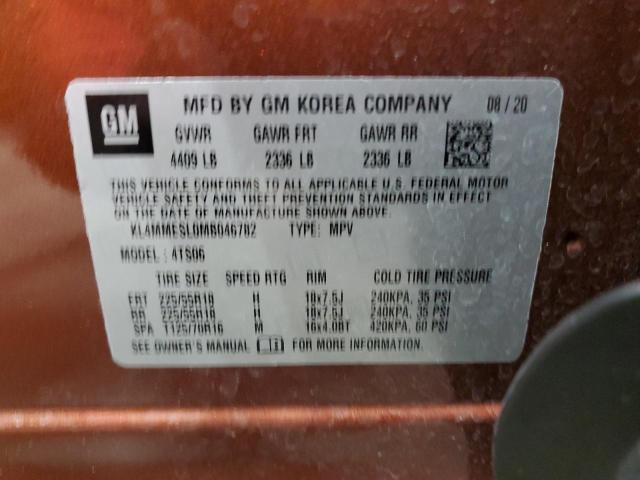 GM
MFD BY GM KOREA COMPANY 08/20
GVWR GAWR FRT GAWR RR
4409 LB 2336 LB 2336 LB
THIS VEHICLE CONFORMS TO ALL APPLICABLE U.S. FEDERAL MOTOR
VEHICLE SAFETY AND THEFT PREVENTION STANDARDS IN EFFECT
ON THE DATE OF MANUFACTURE SHOWN ABOVE.
KL4MMESL0MB046782 TYPE: MPV
MODEL: 4TS06
TIRE SIZE SPEED RTG RIM COLD TIRE PRESSURE
FRT 225/55R18 H 18x7.5J 240KPA, 35 PSI
RR 225/55R18 H 18x7.5J 240KPA, 35 PSI
SPA T125/70R16 M 16x4.0BT 420KPA, 60 PSI
SEE OWNER'S MANUAL FOR MORE INFORMATION.